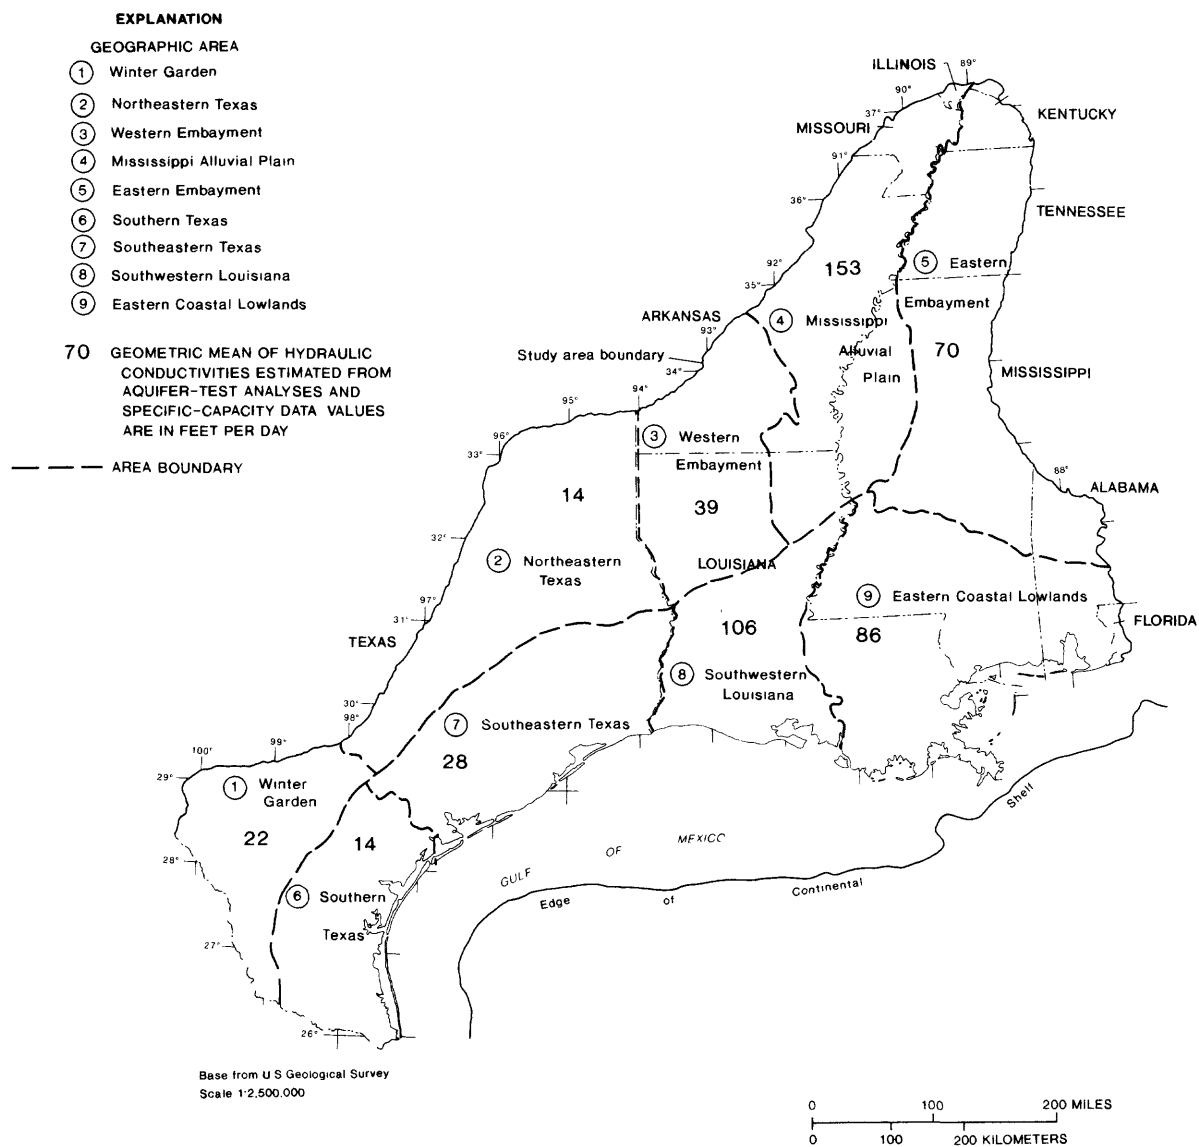 EXPLANATION
GEOGRAPHIC AREA
1 Winter Garden
2 Northeastern Texas
3 Western Embayment
4 Mississippi Alluvial Plain
5 Eastern Embayment
6 Southern Texas
7 Southeastern Texas
8 Southwestern Louisiana
9 Eastern Coastal Lowlands
70 GEOMETRIC MEAN OF HYDRAULIC
CONDUCTIVITIES ESTIMATED FROM
AQUIFER-TEST ANALYSES AND
SPECIFIC-CAPACITY DATA VALUES
ARE IN FEET PER DAY
AREA BOUNDARY
ILLINOIS
89°
90°
37°
KENTUCKY
MISSOURI
91°
36°
TENNESSEE
92°
35°
153
5 Eastern
Embayment
70
ARKANSAS
93°
4 Mississippi
Alluvial
Plain
Study area boundary
34°
MISSISSIPPI
94°
95°
96°
33°
3 Western
Embayment
39
88°
ALABAMA
14
32°
2 Northeastern
Texas
LOUISIANA
97°
31°
9 Eastern Coastal Lowlands
86
FLORIDA
TEXAS
106
8 Southwestern
Louisiana
30°
98°
7 Southeastern Texas
28
99°
100°
29°
1 Winter
Garden
22
28°
14
6 Southern
Texas
27°
26°
GULF OF MEXICO
Edge of Continental Shelf
Base from U S Geological Survey
Scale 1:2,500,000
0 100 200 MILES
0 100 200 KILOMETERS